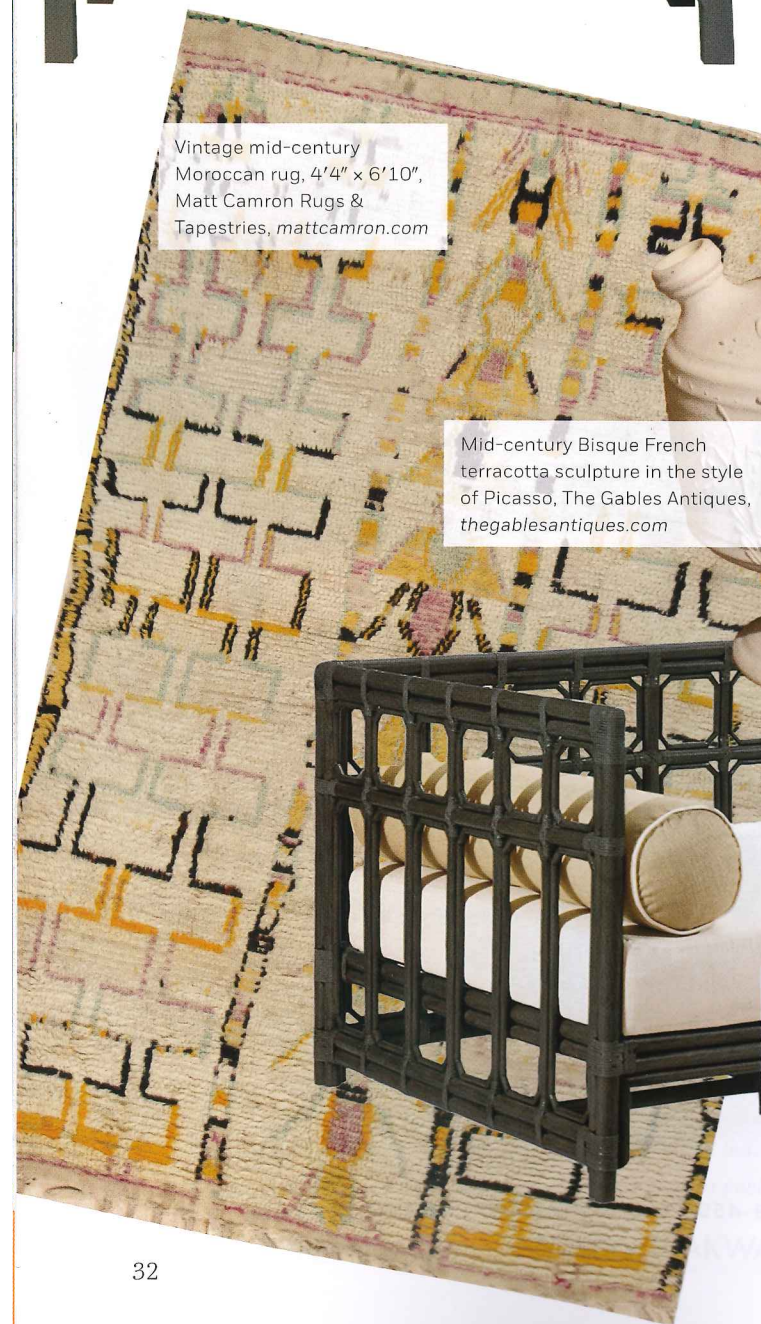 Vintage mid-century
Moroccan rug, 4′4″ × 6′10″,
Matt Camron Rugs &
Tapestries, mattcamron.com
Mid-century Bisque French
terracotta sculpture in the style
of Picasso, The Gables Antiques,
thegablesantiques.com
32